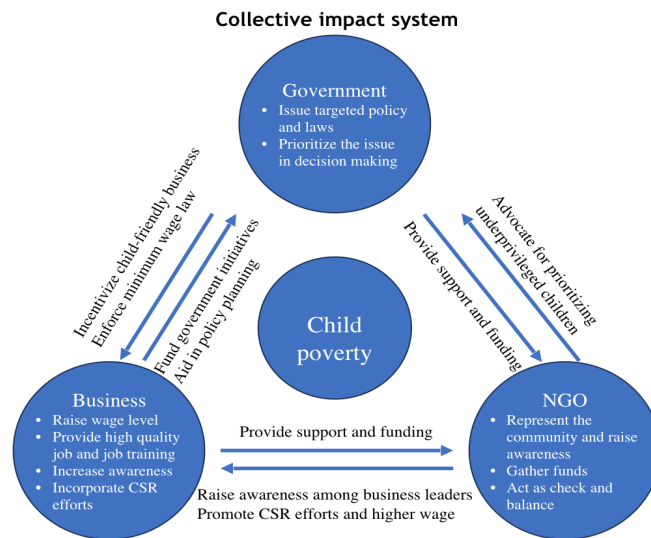 Collective impact system
Government
• Issue targeted policy
and laws
• Prioritize the issue
in decision making
Incentivize child-friendly business
Enforce minimum wage law
Fund government initiatives
Aid in policy planning
Provide support and funding
Advocate for prioritizing
underprivileged children
Child
poverty
Business
• Raise wage level
• Provide high quality
job and job training
• Increase awareness
• Incorporate CSR
efforts
Provide support and funding
Raise awareness among business leaders
Promote CSR efforts and higher wage
NGO
• Represent the
community and raise
awareness
• Gather funds
• Act as check and
balance